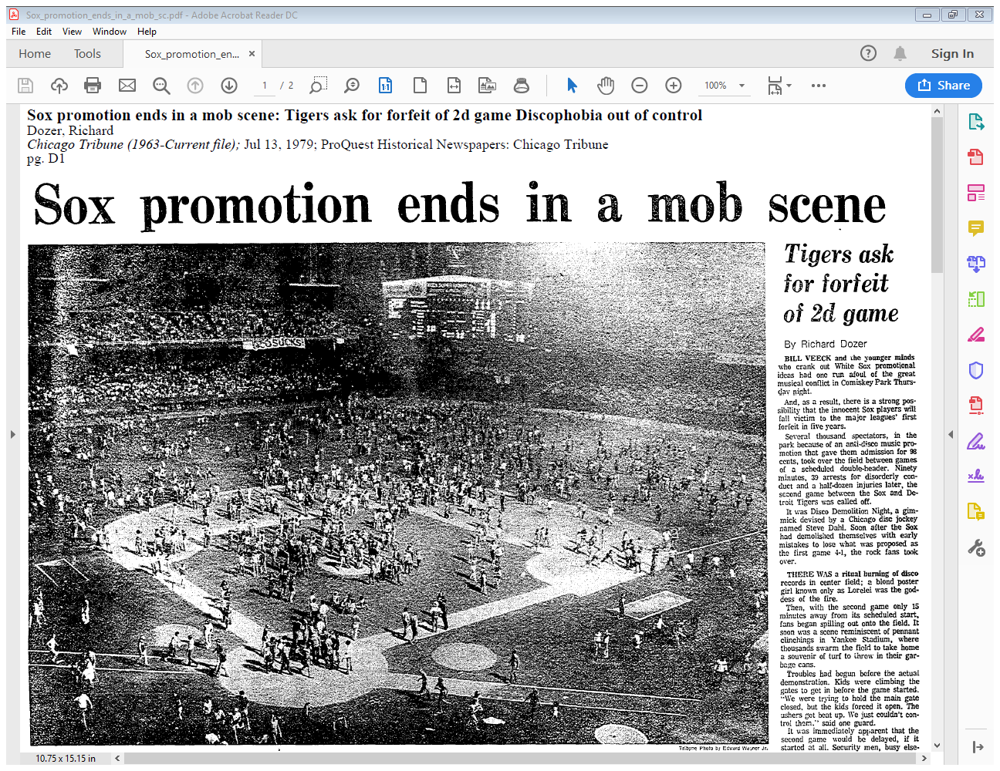 Sox_promotion_ends_in_a_mob_sc.pdf - Adobe Acrobat Reader DC
File Edit View Window Help
Home Tools Sox_promotion_en... × Sign In
1 / 2 100% Share
Sox promotion ends in a mob scene: Tigers ask for forfeit of 2d game Discophobia out of control
Dozer, Richard
Chicago Tribune (1963-Current file); Jul 13, 1979; ProQuest Historical Newspapers: Chicago Tribune
pg. D1
Sox promotion ends in a mob scene
SUCKS
Tribune Photo by Edward Wagner Jr.
Tigers ask
for forfeit
of 2d game
By Richard Dozer
BILL VEECK and the younger minds
who crank out White Sox promotional
ideas had one run afoul of the great
musical conflict in Comiskey Park Thurs-
day night.
And, as a result, there is a strong pos-
sibility that the innocent Sox players will
fall victim to the major leagues' first
forfeit in five years.
Several thousand spectators, in the
park because of an anti-disco music pro-
motion that gave them admission for 98
cents, took over the field between games
of a scheduled double-header. Ninety
minutes, 39 arrests for disorderly con-
duct and a half-dozen injuries later, the
second game between the Sox and De-
troit Tigers was called off.
It was Disco Demolition Night, a gim-
mick devised by a Chicago disc jockey
named Steve Dahl. Soon after the Sox
had demolished themselves with early
mistakes to lose what was proposed as
the first game 4-1, the rock fans took
over.
THERE WAS a ritual burning of disco
records in center field; a blond poster
girl known only as Lorelei was the god-
dess of the fire.
Then, with the second game only 15
minutes away from its scheduled start,
fans began spilling out onto the field. It
soon was a scene reminiscent of pennant
clinchings in Yankee Stadium, where
thousands swarm the field to take home
a souvenir of turf to throw in their gar-
bage cans.
Troubles had begun before the actual
demonstration. Kids were climbing the
gates to get in before the game started.
"We were trying to hold the main gate
closed, but the kids forced it open. The
ushers got beat up. We just couldn't con-
trol them." said one guard.
It was immediately apparent that the
second game would be delayed, if it
started at all. Security men, busy else-
10.75 x 15.15 in